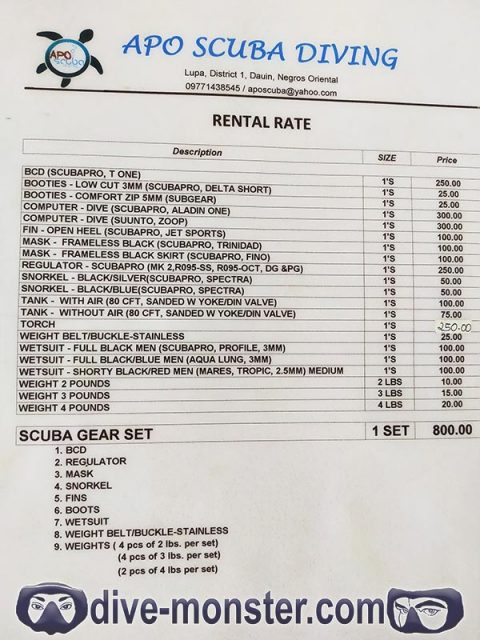 APO
Scuba
APO SCUBA DIVING
Lupa, District 1, Dauin, Negros Oriental
09771438545 / aposcuba@yahoo.com
RENTAL RATE
Description SIZE Price
BCD (SCUBAPRO, T ONE) 1'S 250.00
BOOTIES - LOW CUT 3MM (SCUBAPRO, DELTA SHORT) 1'S 25.00
BOOTIES - COMFORT ZIP 5MM (SUBGEAR) 1'S 25.00
COMPUTER - DIVE (SCUBAPRO, ALADIN ONE) 1'S 300.00
COMPUTER - DIVE (SUUNTO, ZOOP) 1'S 300.00
FIN - OPEN HEEL (SCUBAPRO, JET SPORTS) 1'S 100.00
MASK - FRAMELESS BLACK (SCUBAPRO, TRINIDAD) 1'S 100.00
MASK - FRAMELESS BLACK SKIRT (SCUBAPRO, FINO) 1'S 100.00
REGULATOR - SCUBAPRO (MK 2,R095-SS, R095-OCT, DG &PG) 1'S 250.00
SNORKEL - BLACK/SILVER(SCUBAPRO, SPECTRA) 1'S 50.00
SNORKEL - BLACK/BLUE(SCUBAPRO, SPECTRA) 1'S 50.00
TANK - WITH AIR (80 CFT, SANDED W YOKE/DIN VALVE) 1'S 100.00
TANK - WITHOUT AIR (80 CFT, SANDED W YOKE/DIN VALVE) 1'S 75.00
TORCH 1'S 250.00
WEIGHT BELT/BUCKLE-STAINLESS 1'S 25.00
WETSUIT - FULL BLACK MEN (SCUBAPRO, PROFILE, 3MM) 1'S 100.00
WETSUIT - FULL BLACK/BLUE MEN (AQUA LUNG, 3MM) 1'S 100.00
WETSUIT - SHORTY BLACK/RED MEN (MARES, TROPIC, 2.5MM) MEDIUM 1'S 100.00
WEIGHT 2 POUNDS 2 LBS 10.00
WEIGHT 3 POUNDS 3 LBS 15.00
WEIGHT 4 POUNDS 4 LBS 20.00
SCUBA GEAR SET 1 SET 800.00
1. BCD
2. REGULATOR
3. MASK
4. SNORKEL
5. FINS
6. BOOTS
7. WETSUIT
8. WEIGHT BELT/BUCKLE-STAINLESS
9. WEIGHTS ( 4 pcs of 2 lbs. per set)
(4 pcs of 3 lbs. per set)
(2 pcs of 4 lbs per set)
dive-monster.com